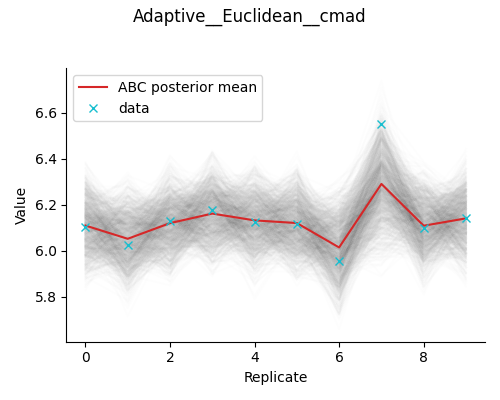 Adaptive__Euclidean__cmad
ABC posterior mean
data
Value
6.6
6.4
6.2
6.0
5.8
0 2 4 6 8
Replicate